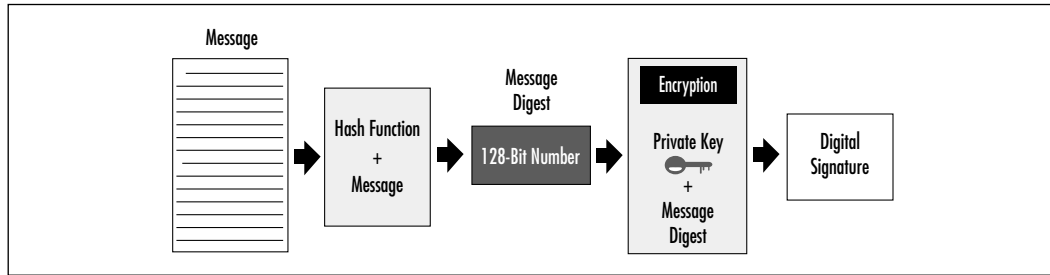 Message
Hash Function
+
Message
Message
Digest
128-Bit Number
Encryption
Private Key
+
Message
Digest
Digital
Signature